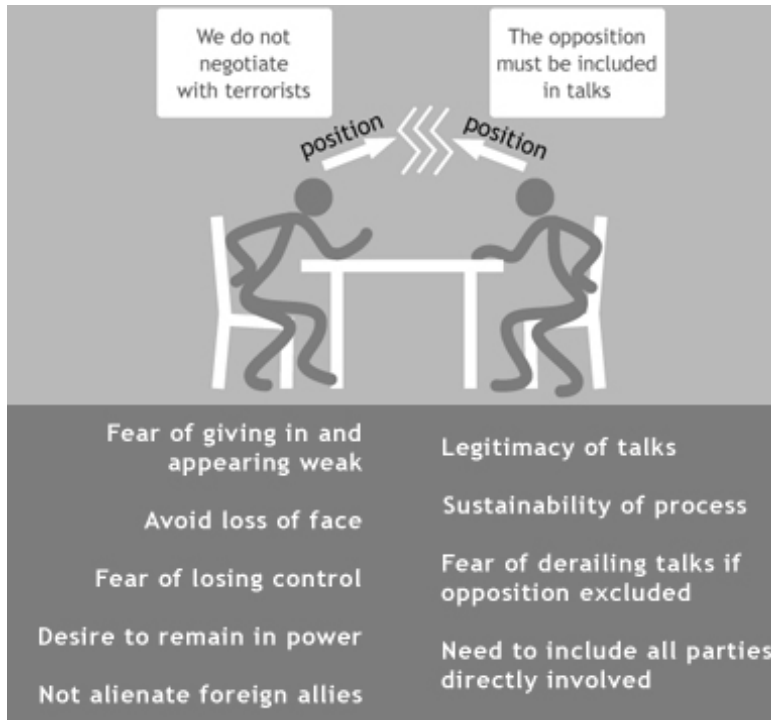 We do not
negotiate
with terrorists
The opposition
must be included
in talks
position
position
Fear of giving in and
appearing weak
Avoid loss of face
Fear of losing control
Desire to remain in power
Not alienate foreign allies
Legitimacy of talks
Sustainability of process
Fear of derailing talks if
opposition excluded
Need to include all parties
directly involved